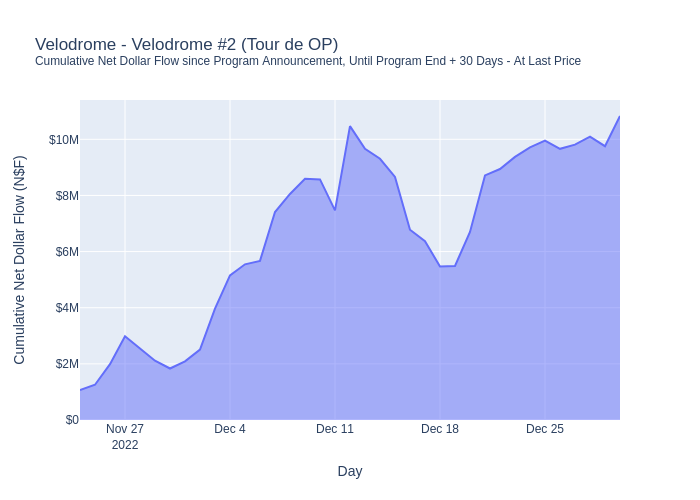 Velodrome - Velodrome #2 (Tour de OP)
Cumulative Net Dollar Flow since Program Announcement, Until Program End + 30 Days - At Last Price
Cumulative Net Dollar Flow (N$F)
$10M
$8M
$6M
$4M
$2M
$0
Nov 27
2022
Dec 4
Dec 11
Dec 18
Dec 25
Day